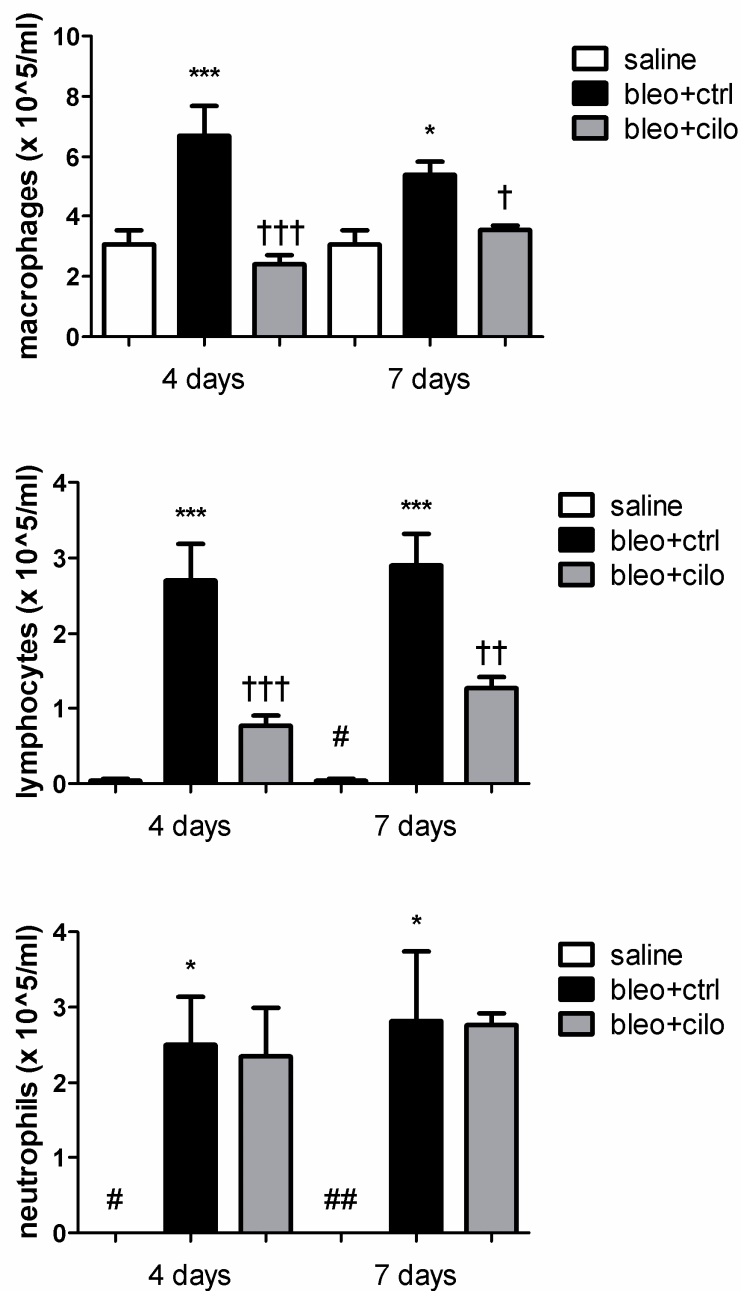 macrophages (x 10^5/ml)
10
8
6
4
2
0
***
†††
*
†
4 days
7 days
saline
bleo+ctrl
bleo+cilo
lymphocytes (x 10^5/ml)
4
3
2
1
0
***
†††
#
***
††
4 days
7 days
saline
bleo+ctrl
bleo+cilo
neutrophils (x 10^5/ml)
4
3
2
1
0
#
*
##
*
4 days
7 days
saline
bleo+ctrl
bleo+cilo